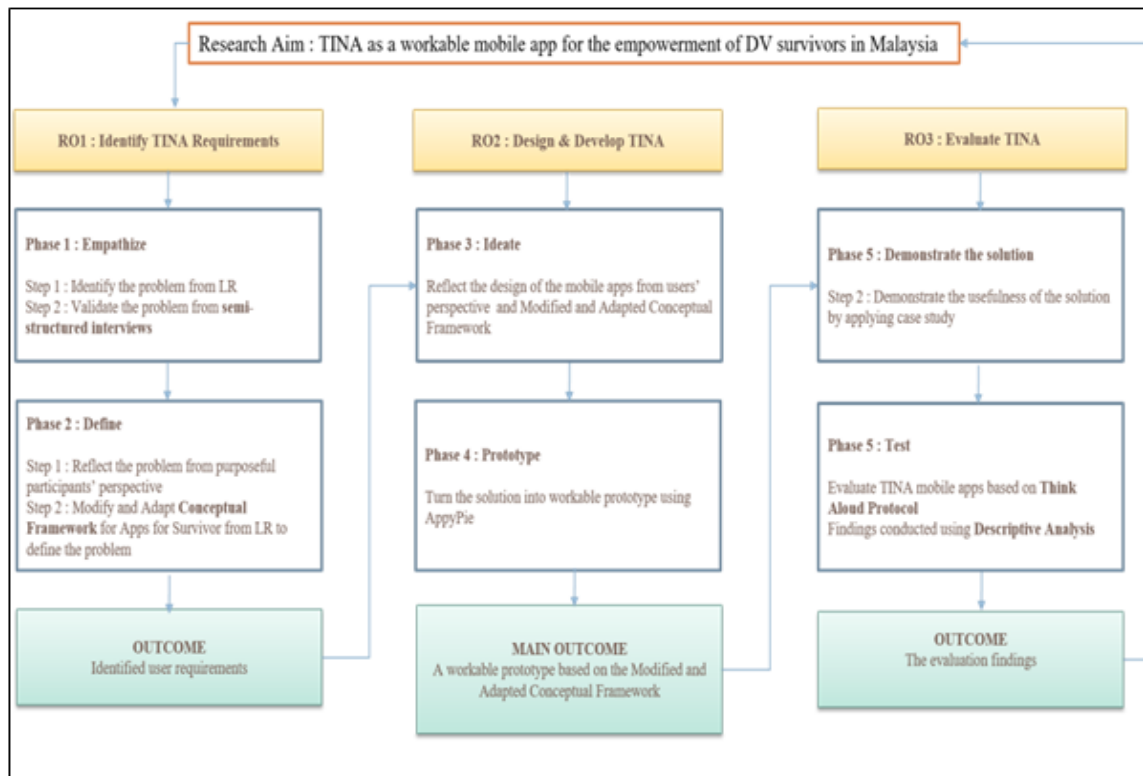 Research Aim : TINA as a workable mobile app for the empowerment of DV survivors in Malaysia
RO1 : Identify TINA Requirements
Phase 1 : Empathize
Step 1 : Identify the problem from LR
Step 2 : Validate the problem from semi-
structured interviews
Phase 2 : Define
Step 1 : Reflect the problem from purposeful
participants' perspective
Step 2 : Modify and Adapt Conceptual
Framework for Apps for Survivor from LR to
define the problem
OUTCOME
Identified user requirements
RO2 : Design & Develop TINA
Phase 3 : Ideate
Reflect the design of the mobile apps from users'
perspective and Modified and Adapted Conceptual
Framework
Phase 4 : Prototype
Turn the solution into workable prototype using
AppyPie
MAIN OUTCOME
A workable prototype based on the Modified and
Adapted Conceptual Framework
RO3 : Evaluate TINA
Phase 5 : Demonstrate the solution
Step 2 : Demonstrate the usefulness of the solution
by applying case study
Phase 5 : Test
Evaluate TINA mobile apps based on Think
Aloud Protocol
Findings conducted using Descriptive Analysis
OUTCOME
The evaluation findings